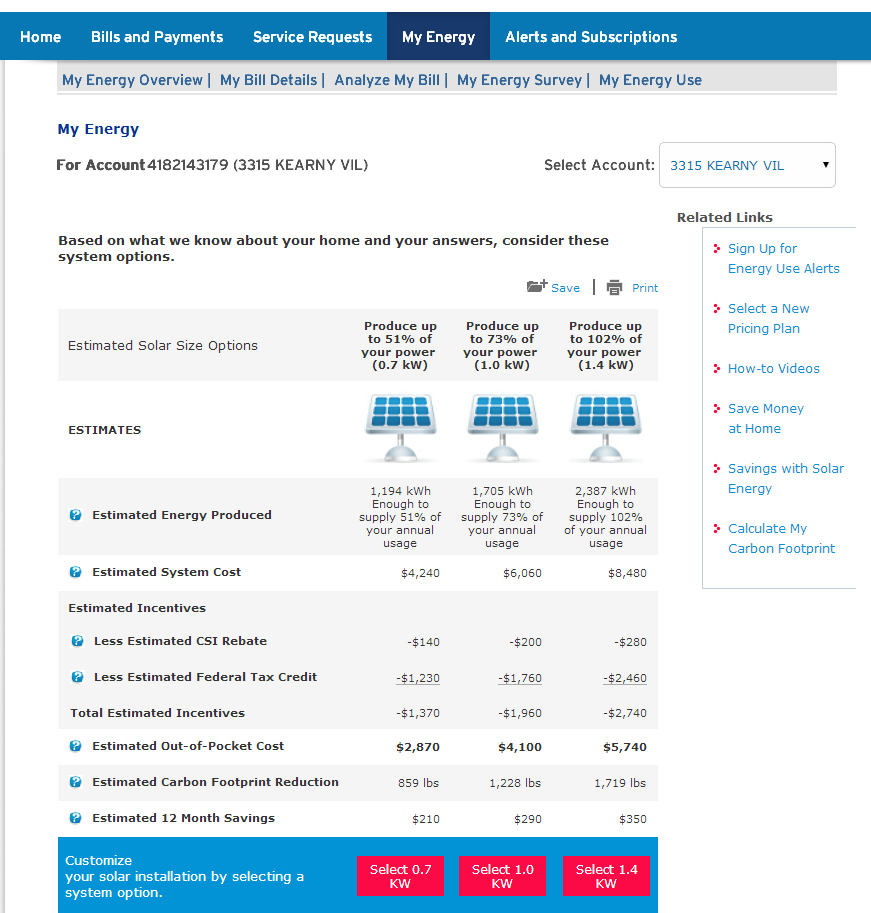 Home Bills and Payments Service Requests My Energy Alerts and Subscriptions
My Energy Overview | My Bill Details | Analyze My Bill | My Energy Survey | My Energy Use
My Energy
For Account 4182143179 (3315 KEARNY VIL)
Select Account: 3315 KEARNY VIL
Related Links
Sign Up for
Energy Use Alerts
Select a New
Pricing Plan
How-to Videos
Save Money
at Home
Savings with Solar
Energy
Calculate My
Carbon Footprint
Based on what we know about your home and your answers, consider these
system options.
Save | Print
Estimated Solar Size Options
Produce up
to 51% of
your power
(0.7 kW)
Produce up
to 73% of
your power
(1.0 kW)
Produce up
to 102% of
your power
(1.4 kW)
ESTIMATES
Estimated Energy Produced
1,194 kWh
Enough to
supply 51% of
your annual
usage
1,705 kWh
Enough to
supply 73% of
your annual
usage
2,387 kWh
Enough to
supply 102%
of your annual
usage
Estimated System Cost $4,240 $6,060 $8,480
Estimated Incentives
Less Estimated CSI Rebate -$140 -$200 -$280
Less Estimated Federal Tax Credit -$1,230 -$1,760 -$2,460
Total Estimated Incentives -$1,370 -$1,960 -$2,740
Estimated Out-of-Pocket Cost $2,870 $4,100 $5,740
Estimated Carbon Footprint Reduction 859 lbs 1,228 lbs 1,719 lbs
Estimated 12 Month Savings $210 $290 $350
Customize
your solar installation by selecting a
system option.
Select 0.7
KW
Select 1.0
KW
Select 1.4
KW